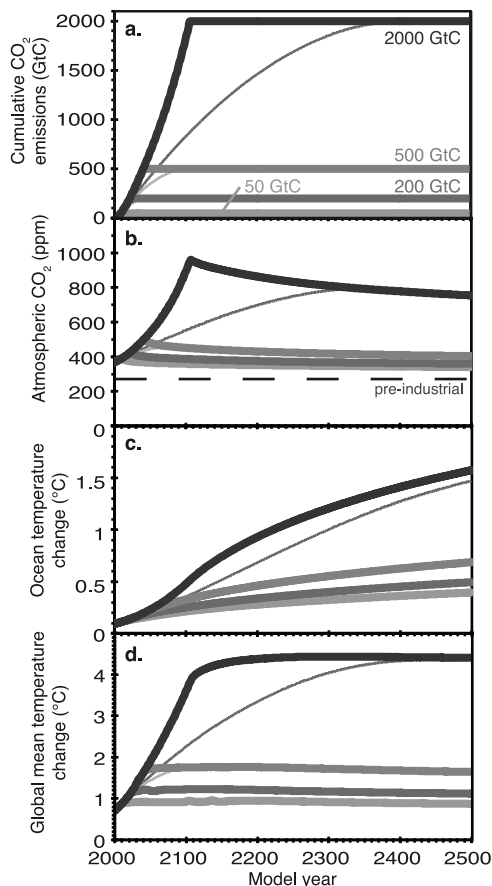 a.
Cumulative CO2
emissions (GtC)
2000
1500
1000
500
0
2000 GtC
500 GtC
50 GtC
200 GtC
b.
Atmospheric CO2 (ppm)
1000
800
600
400
200
0
pre-industrial
c.
Ocean temperature
change (°C)
1.5
1
0.5
0
d.
Global mean temperature
change (°C)
4
3
2
1
0
2000 2100 2200 2300 2400 2500
Model year